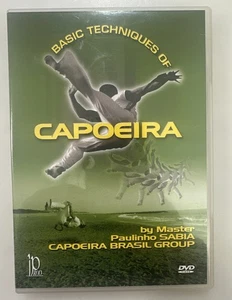 BASIC TECHNIQUES OF
CAPOEIRA
by Master
Paulinho SABIA
CAPOEIRA BRASIL GROUP
DVD